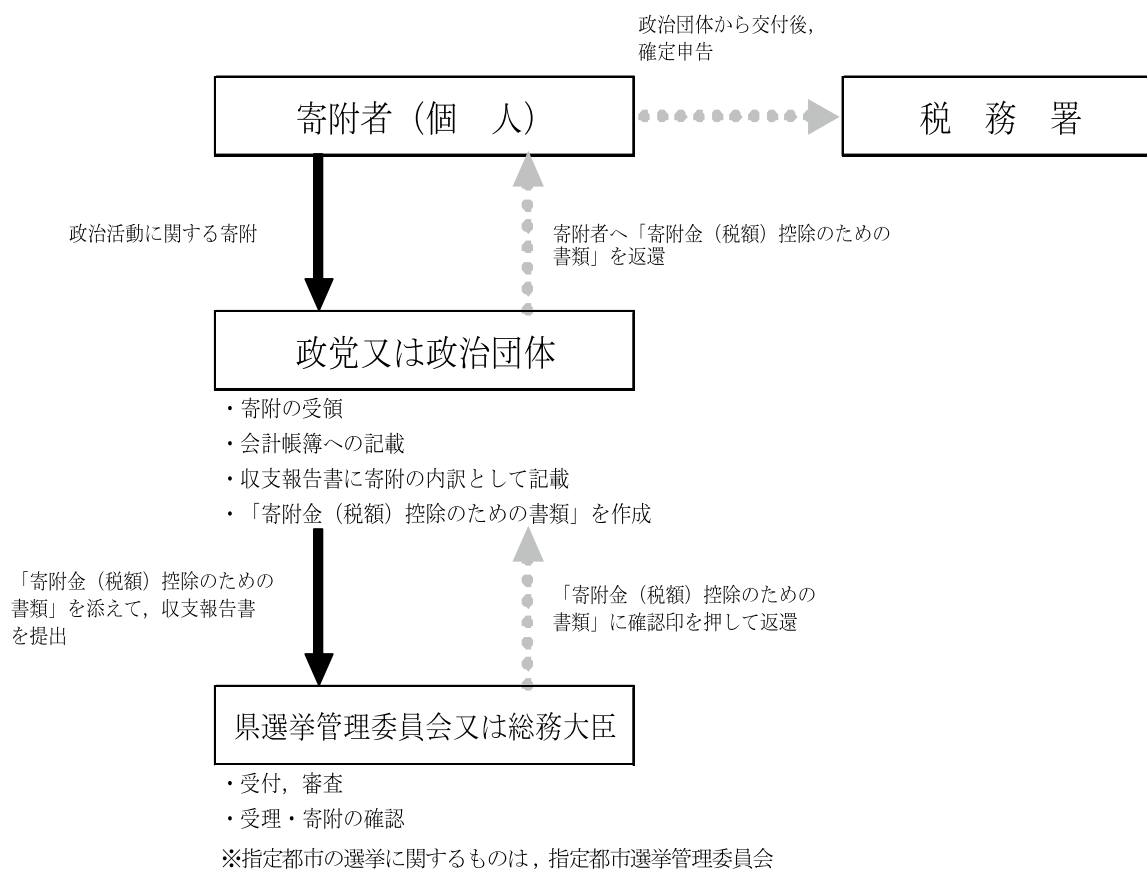 政治団体から交付後，
確定申告
寄附者（個　人）
税　務　署
政治活動に関する寄附
寄附者へ「寄附金（税額）控除のための
書類」を返還
政党又は政治団体
・寄附の受領
・会計帳簿への記載
・収支報告書に寄附の内訳として記載
・「寄附金（税額）控除のための書類」を作成
「寄附金（税額）控除のための
書類」を添えて，収支報告書
を提出
「寄附金（税額）控除のための
書類」に確認印を押して返還
県選挙管理委員会又は総務大臣
・受付，審査
・受理・寄附の確認
※指定都市の選挙に関するものは，指定都市選挙管理委員会